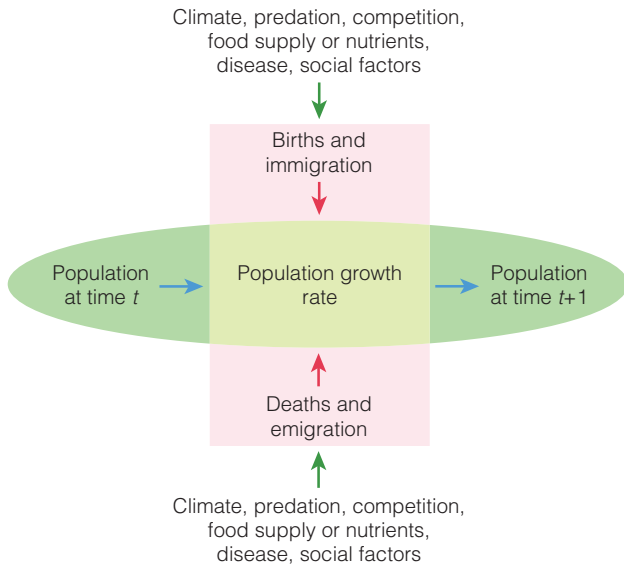 Climate, predation, competition,
food supply or nutrients,
disease, social factors
Births and
immigration
Population
at time t
Population growth
rate
Population
at time t+1
Deaths and
emigration
Climate, predation, competition,
food supply or nutrients,
disease, social factors